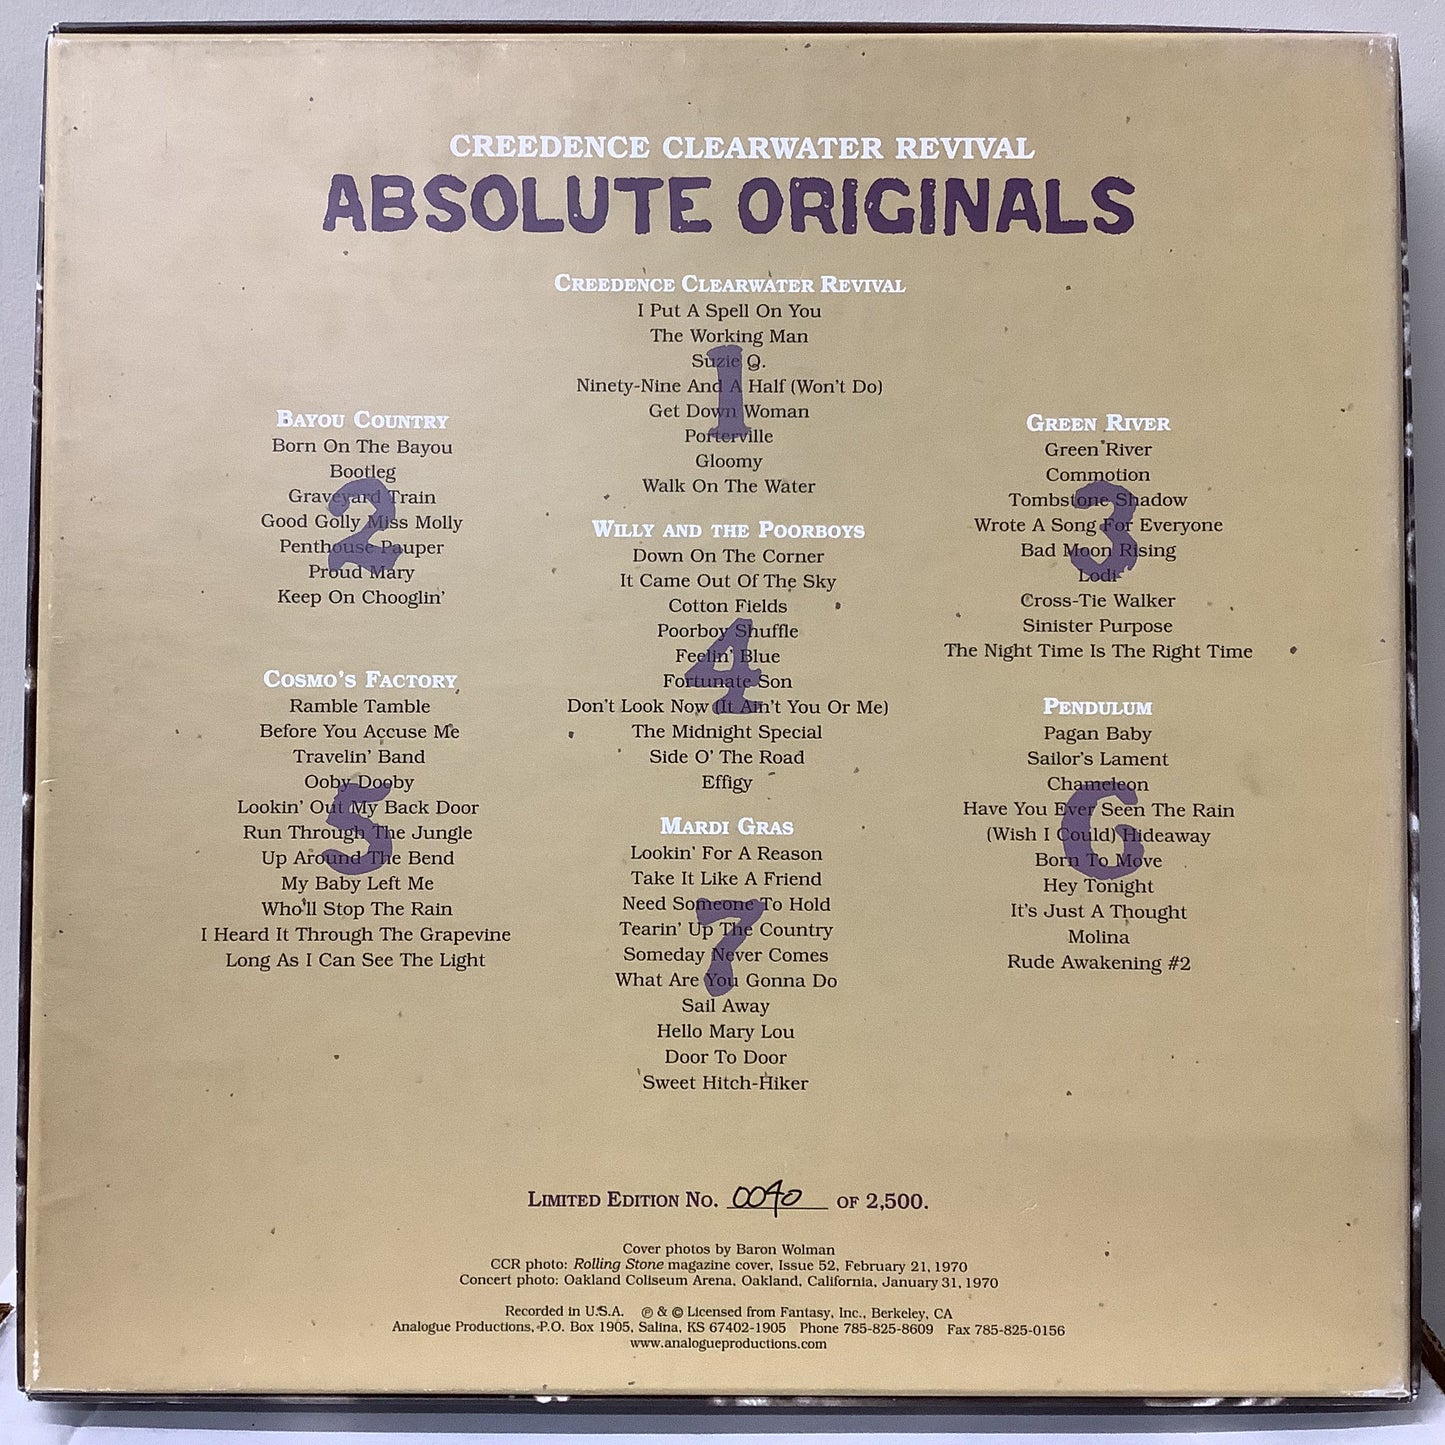 CREEDENCE CLEARWATER REVIVAL
ABSOLUTE ORIGINALS
CREEDENCE CLEARWATER REVIVAL
I Put A Spell On You
The Working Man
Suzie Q.
Ninety-Nine And A Half (Won't Do)
Get Down Woman
Porterville
Gloomy
Walk On The Water
1
BAYOU COUNTRY
Born On The Bayou
Bootleg
Graveyard Train
Good Golly Miss Molly
Penthouse Pauper
Proud Mary
Keep On Chooglin'
2
GREEN RIVER
Green River
Commotion
Tombstone Shadow
Wrote A Song For Everyone
Bad Moon Rising
Lodi
Cross-Tie Walker
Sinister Purpose
The Night Time Is The Right Time
3
WILLY AND THE POORBOYS
Down On The Corner
It Came Out Of The Sky
Cotton Fields
Poorboy Shuffle
Feelin' Blue
Fortunate Son
Don't Look Now (It Ain't You Or Me)
The Midnight Special
Side O' The Road
Effigy
4
COSMO'S FACTORY
Ramble Tamble
Before You Accuse Me
Travelin' Band
Ooby Dooby
Lookin' Out My Back Door
Run Through The Jungle
Up Around The Bend
My Baby Left Me
Who'll Stop The Rain
I Heard It Through The Grapevine
Long As I Can See The Light
5
PENDULUM
Pagan Baby
Sailor's Lament
Chameleon
Have You Ever Seen The Rain
(Wish I Could) Hideaway
Born To Move
Hey Tonight
It's Just A Thought
Molina
Rude Awakening #2
6
MARDI GRAS
Lookin' For A Reason
Take It Like A Friend
Need Someone To Hold
Tearin' Up The Country
Someday Never Comes
What Are You Gonna Do
Sail Away
Hello Mary Lou
Door To Door
Sweet Hitch-Hiker
7
LIMITED EDITION NO. 0040 OF 2,500.
Cover photos by Baron Wolman
CCR photo: Rolling Stone magazine cover, Issue 52, February 21, 1970
Concert photo: Oakland Coliseum Arena, Oakland, California, January 31, 1970
Recorded in U.S.A. ℗ & © Licensed from Fantasy, Inc., Berkeley, CA
Analogue Productions, P.O. Box 1905, Salina, KS 67402-1905 Phone 785-825-8609 Fax 785-825-0156
www.analogueproductions.com